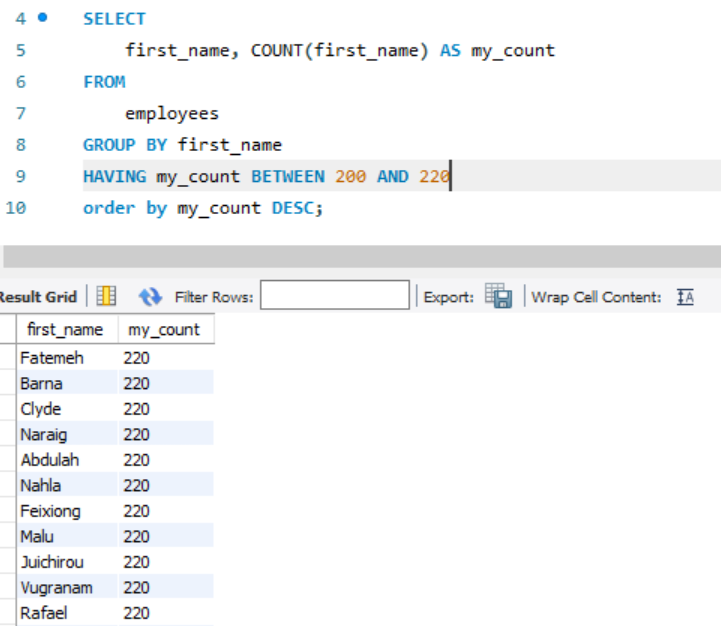 4 SELECT
5 first_name, COUNT(first_name) AS my_count
6 FROM
7 employees
8 GROUP BY first_name
9 HAVING my_count BETWEEN 200 AND 220
10 order by my_count DESC;
Result Grid Filter Rows: Export: Wrap Cell Content:
first_name my_count
Fatemeh 220
Barna 220
Clyde 220
Naraig 220
Abdulah 220
Nahla 220
Feixiong 220
Malu 220
Juichirou 220
Vugranam 220
Rafael 220